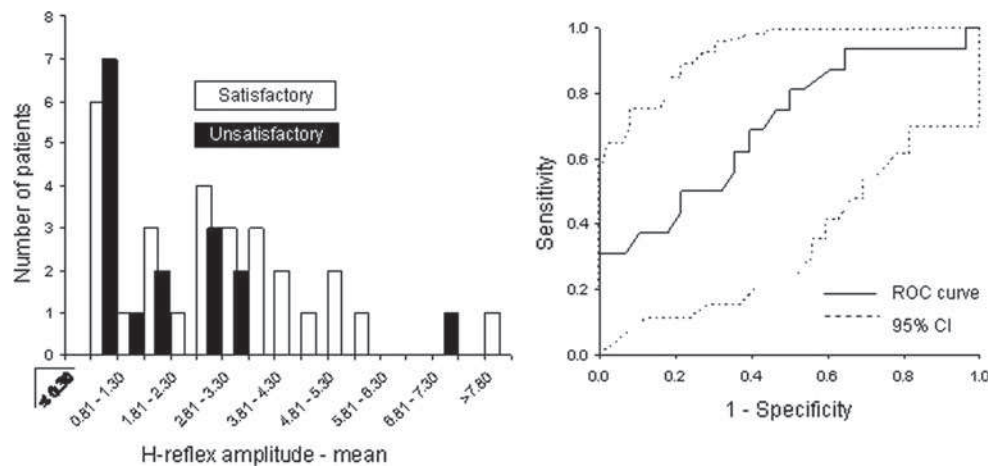 8
7
6
5
4
3
2
1
0
Number of patients
Satisfactory
Unsatisfactory
0.81 - 1.30
1.81 - 2.30
2.81 - 3.30
3.81 - 4.30
4.81 - 5.30
5.81 - 6.30
6.81 - 7.30
>7.80
H-reflex amplitude - mean
1.0
0.8
0.6
0.4
0.2
0.0
Sensitivity
ROC curve
95% CI
0.0 0.2 0.4 0.6 0.8 1.0
1 - Specificity